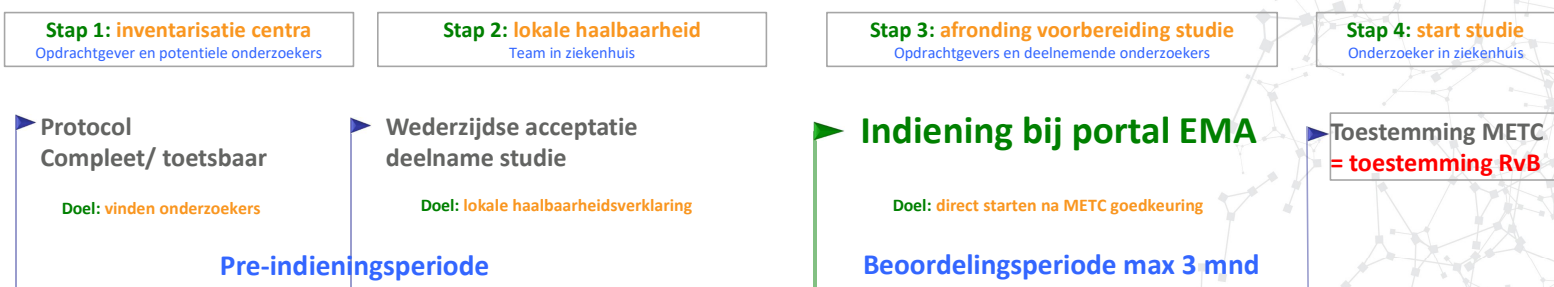 Stap 1: inventarisatie centra
Opdrachtgever en potentiele onderzoekers
Stap 2: lokale haalbaarheid
Team in ziekenhuis
Stap 3: afronding voorbereiding studie
Opdrachtgevers en deelnemende onderzoekers
Stap 4: start studie
Onderzoeker in ziekenhuis
Protocol
Compleet/ toetsbaar
Doel: vinden onderzoekers
Wederzijdse acceptatie
deelname studie
Doel: lokale haalbaarheidsverklaring
Pre-indieningsperiode
Indiening bij portal EMA
Doel: direct starten na METC goedkeuring
Beoordelingsperiode max 3 mnd
Toestemming METC
= toestemming RvB